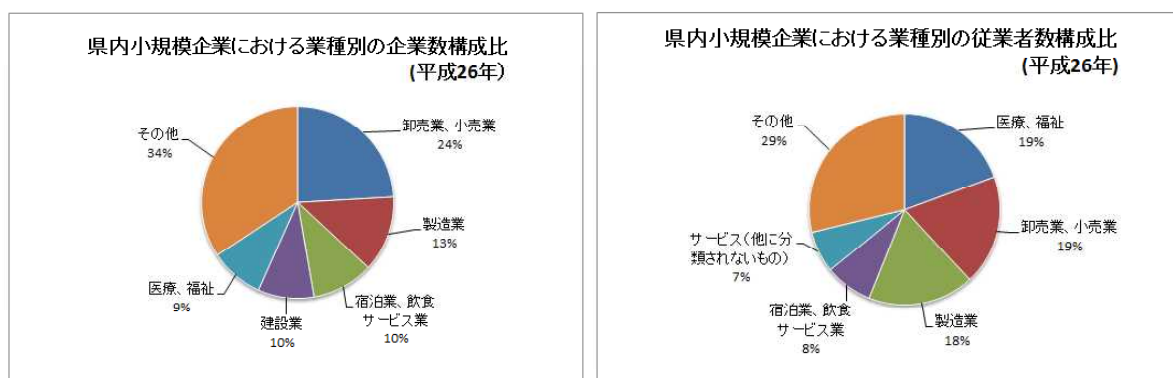 県内小規模企業における業種別の企業数構成比
(平成26年)
その他
34%
卸売業、小売業
24%
製造業
13%
医療、福祉
9%
建設業
10%
宿泊業、飲食
サービス業
10%
県内小規模企業における業種別の従業者数構成比
(平成26年)
その他
29%
医療、福祉
19%
卸売業、小売業
19%
サービス(他に分
類されないもの)
7%
宿泊業、飲食
サービス業
8%
製造業
18%